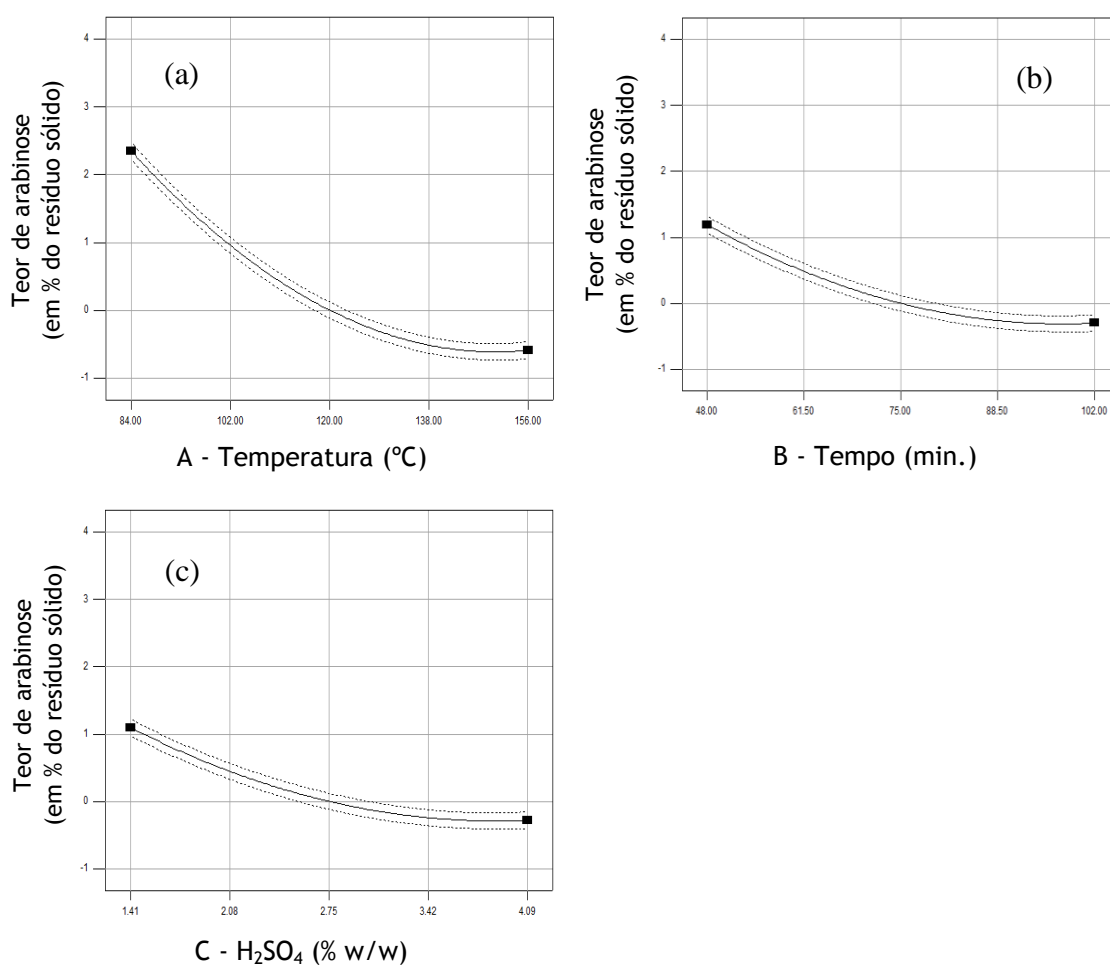 (a)
Teor de arabinose
(em % do resíduo sólido)
4
3
2
1
0
-1
84.00 102.00 120.00 138.00 156.00
A - Temperatura (ºC)
(b)
Teor de arabinose
(em % do resíduo sólido)
4
3
2
1
0
-1
48.00 61.50 75.00 88.50 102.00
B - Tempo (min.)
(c)
Teor de arabinose
(em % do resíduo sólido)
4
3
2
1
0
-1
1.41 2.08 2.75 3.42 4.09
C - H₂SO₄ (% w/w)